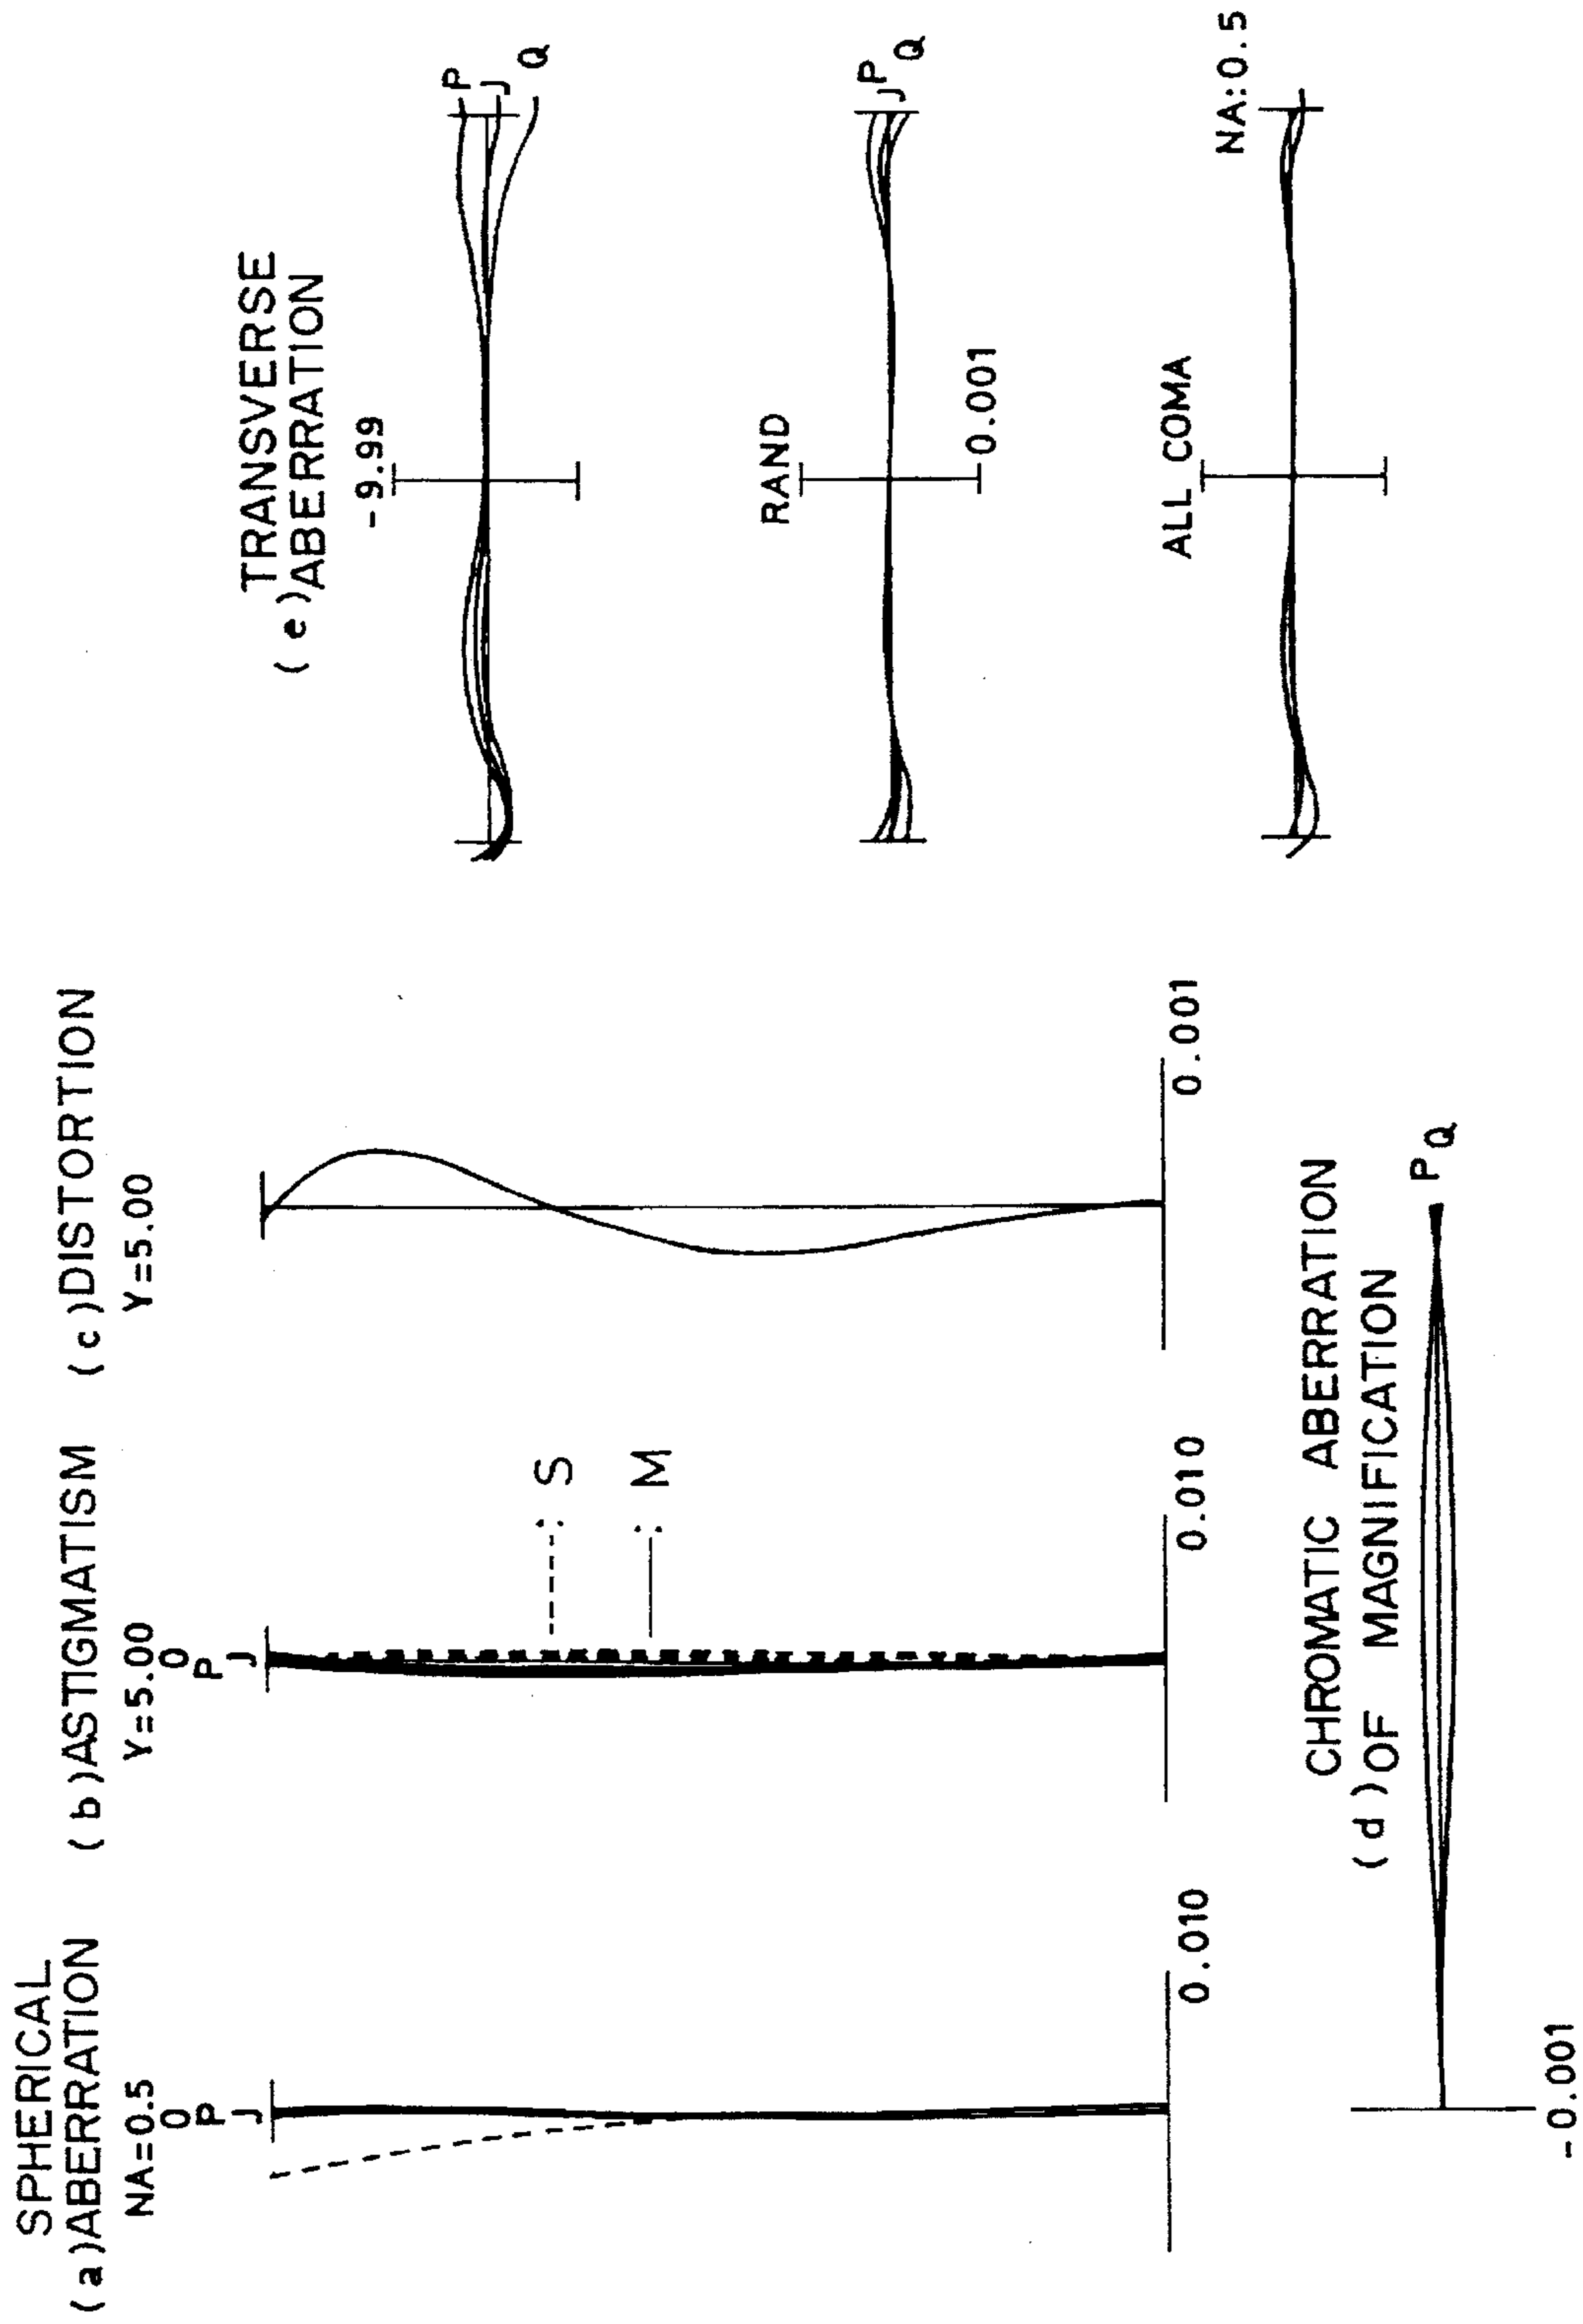 SPHERICAL
(a)ABERRATION
NA=0.5
O
P
J
0.010
(b)ASTIGMATISM
Y=5.00
O
P
J
---- : S
—— : M
0.010
(c)DISTORTION
Y=5.00
0.001
CHROMATIC ABERRATION
(d)OF MAGNIFICATION
P
Q
-0.001
TRANSVERSE
(e)ABERRATION
-9.99
P
J
Q
RAND
J
P
Q
0.001
ALL COMA
NA:0.5